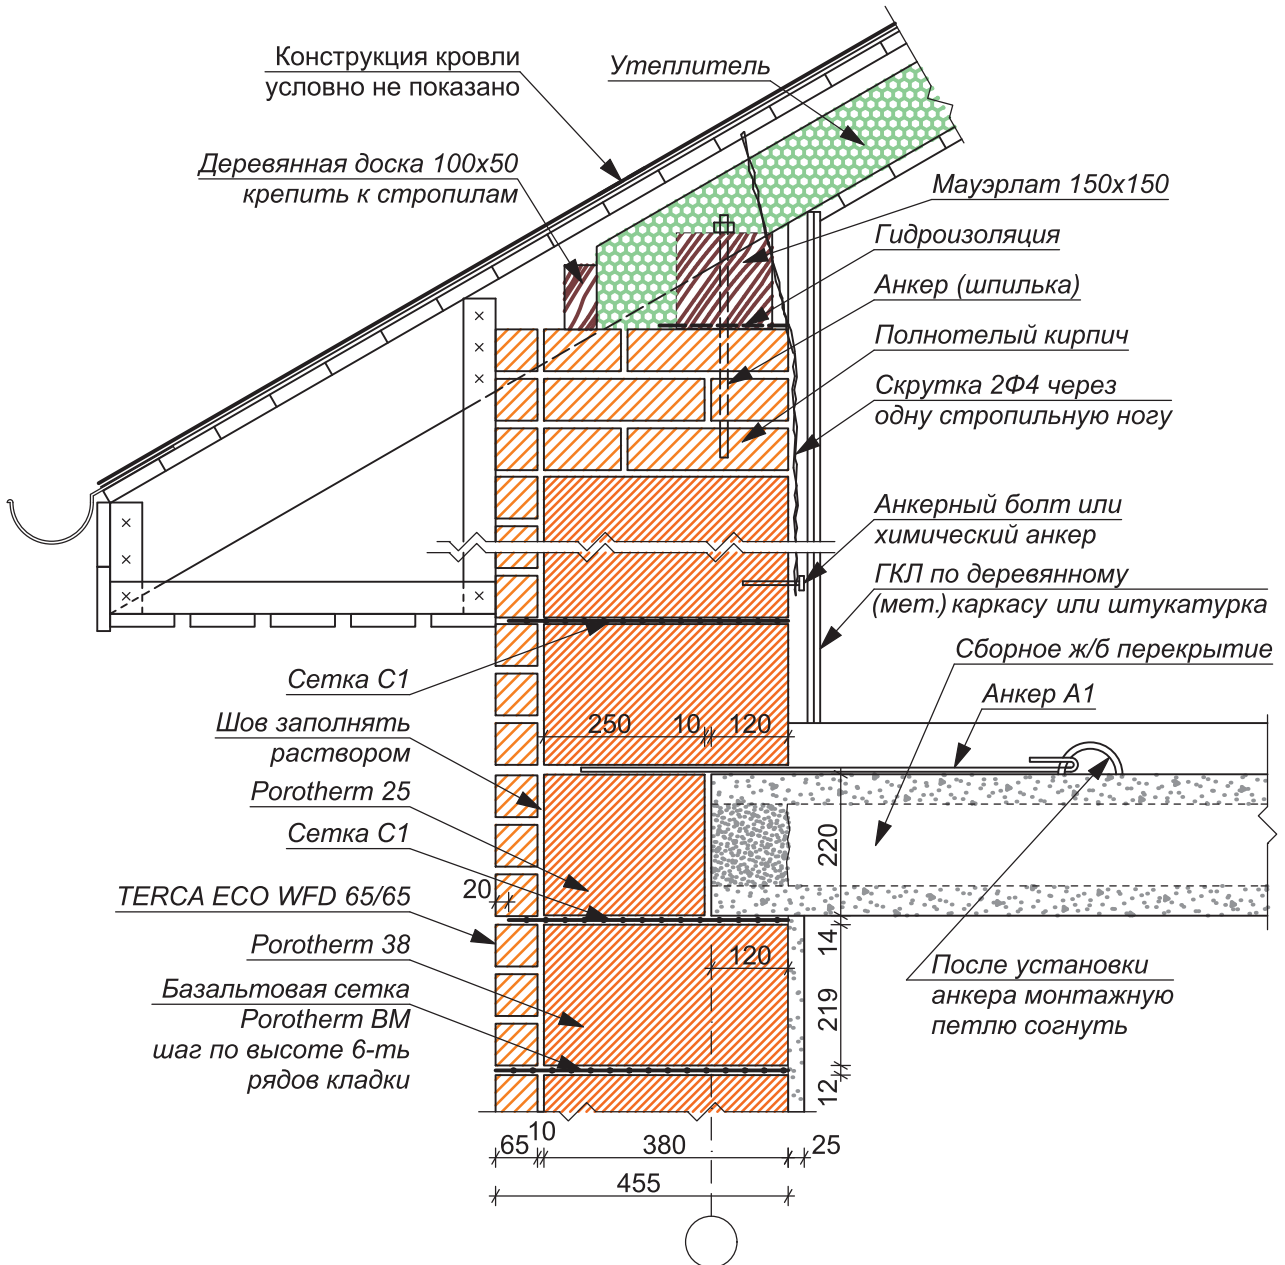 Конструкция кровли
условно не показано
Утеплитель
Деревянная доска 100х50
крепить к стропилам
Мауэрлат 150х150
Гидроизоляция
Анкер (шпилька)
Полнотелый кирпич
Скрутка 2Ф4 через
одну стропильную ногу
Анкерный болт или
химический анкер
ГКЛ по деревянному
(мет.) каркасу или штукатурка
Сборное ж/б перекрытие
Анкер А1
Сетка С1
Шов заполнять
раствором
Porotherm 25
Сетка С1
TERCA ECO WFD 65/65
Porotherm 38
Базальтовая сетка
Porotherm BM
шаг по высоте 6-ть
рядов кладки
250
10
120
20
220
14
120
219
12
После установки
анкера монтажную
петлю согнуть
65
10
380
25
455